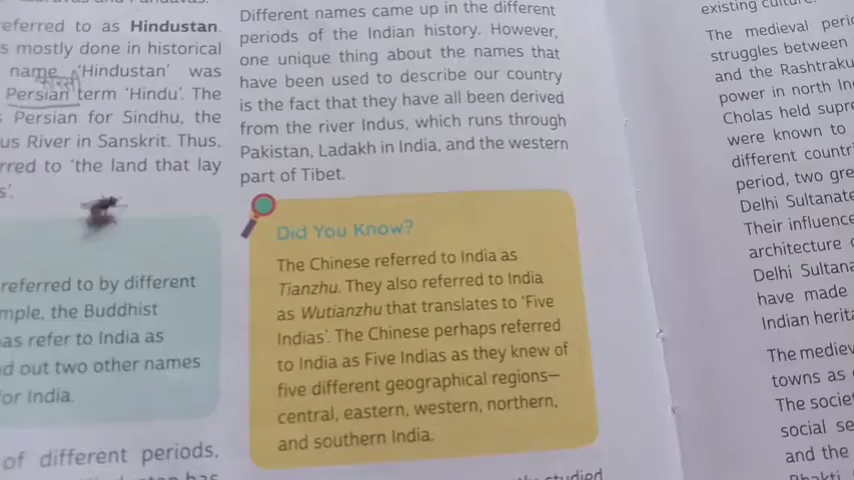 referred to as Hindustan.
s mostly done in historical
name 'Hindustan' was
फारसी
Persian term 'Hindu'. The
Persian for Sindhu, the
us River in Sanskrit. Thus,
rred to 'the land that lay
s'.
referred to by different
mple, the Buddhist
as refer to India as
d out two other names
for India.
of different periods,
has
Different names came up in the different
periods of the Indian history. However,
one unique thing about the names that
have been used to describe our country
is the fact that they have all been derived
from the river Indus, which runs through
Pakistan, Ladakh in India, and the western
part of Tibet.
Did You Know?
The Chinese referred to India as
Tianzhu. They also referred to India
as Wutianzhu that translates to 'Five
Indias'. The Chinese perhaps referred
to India as Five Indias as they knew of
five different geographical regions—
central, eastern, western, northern,
and southern India.
studied
existing culture.
The medieval peri
struggles between
and the Rashtraku
power in north In
Cholas held supre
were known to
different countri
period, two gre
Delhi Sultanate
Their influence
architecture
Delhi Sultana
have made
Indian herita
The mediev
towns as
The societ
social se
and the
Bhakti